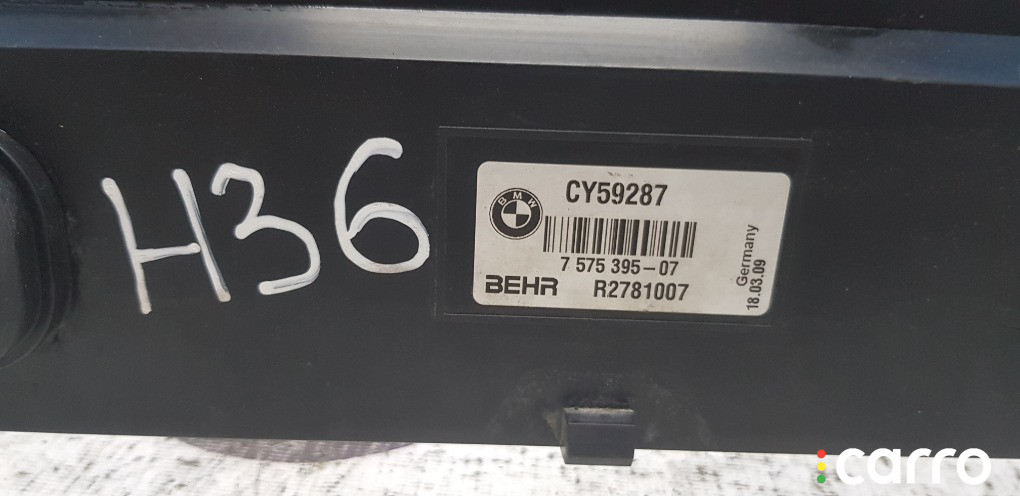 H36
BMW
CY59287
7 575 395-07
BEHR R2781007
Germany
18.03.09
carro